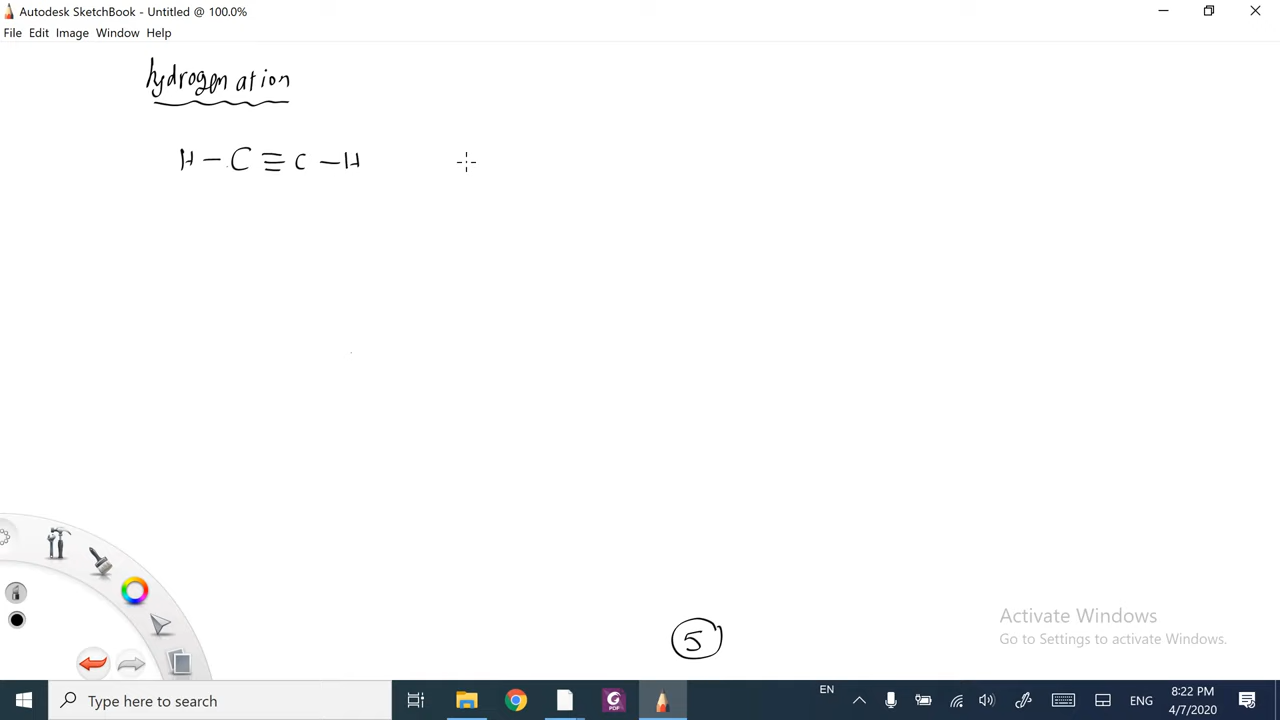 Autodesk SketchBook - Untitled @ 100.0%
File Edit Image Window Help
hydrogenation
H - C ≡ C - H
5
Activate Windows
Go to Settings to activate Windows.
PDF
Type here to search
EN
ENG
8:22 PM
4/7/2020